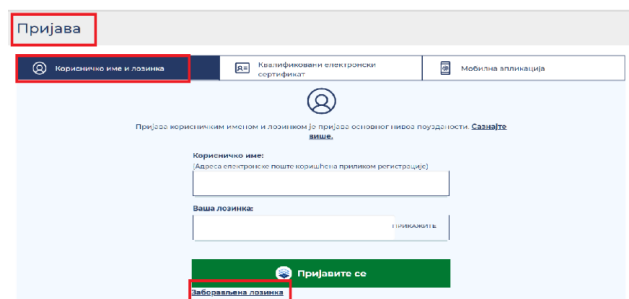 Пријава
Корисничко име и лозинка
Квалификовани електронски
сертификат
Мобилна апликација
Пријава корисничким именом и лозинком је пријава основног нивоа поузданости. Сазнајте
више.
Корисничко име:
(Адреса електронске поште коришћена приликом регистрације)
Ваша лозинка:
ПРИКАЖИТЕ
Пријавите се
Заборављена лозинка